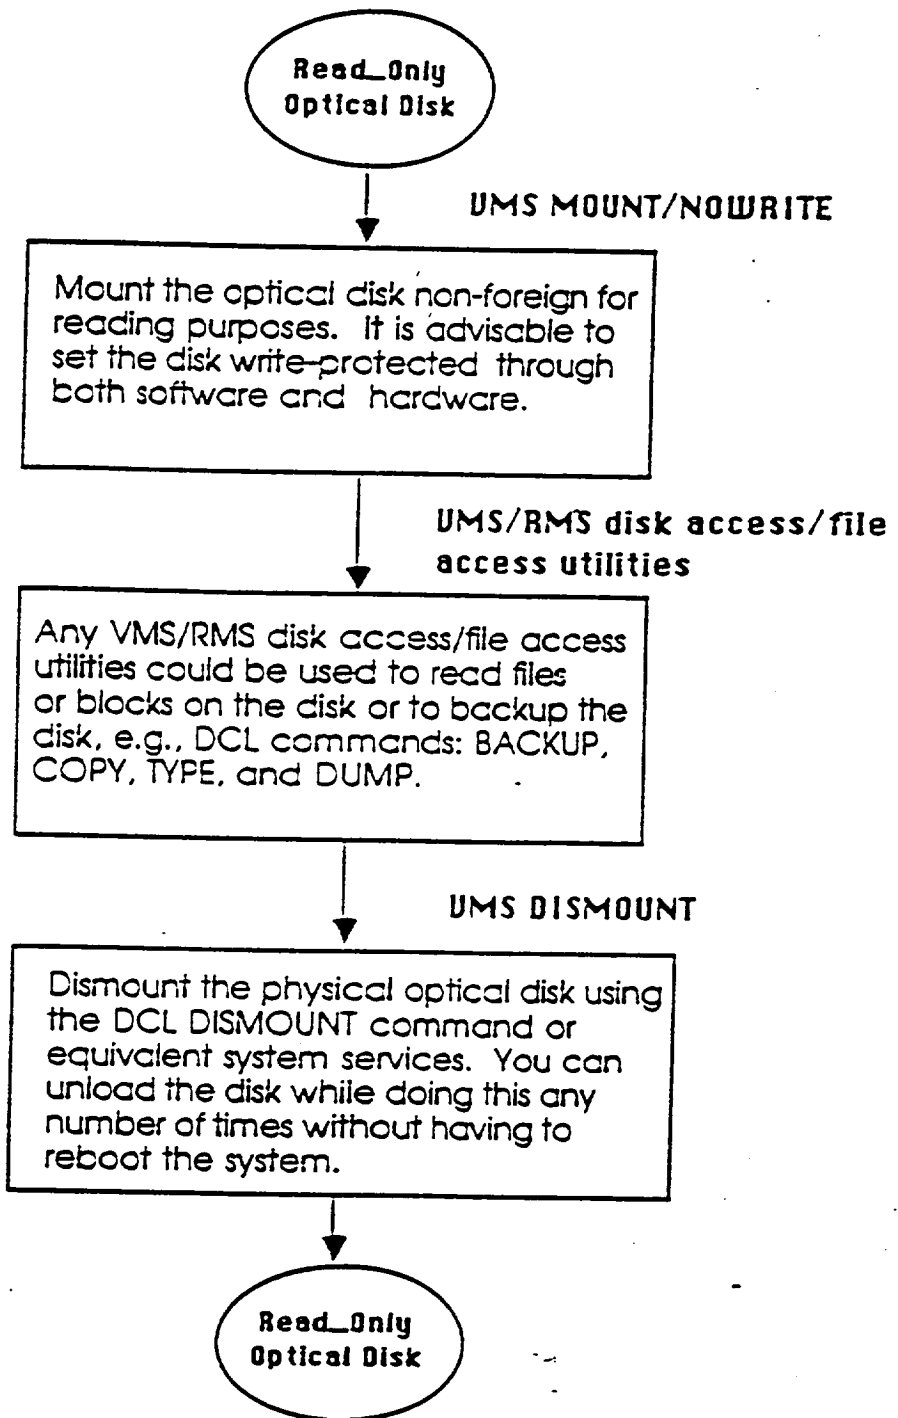 Read_Only
Optical Disk
VMS MOUNT/NOWRITE
Mount the optical disk non-foreign for
reading purposes. It is advisable to
set the disk write-protected through
both software and hardware.
VMS/RMS disk access/file
access utilities
Any VMS/RMS disk access/file access
utilities could be used to read files
or blocks on the disk or to backup the
disk, e.g., DCL commands: BACKUP,
COPY, TYPE, and DUMP.
VMS DISMOUNT
Dismount the physical optical disk using
the DCL DISMOUNT command or
equivalent system services. You can
unload the disk while doing this any
number of times without having to
reboot the system.
Read_Only
Optical Disk